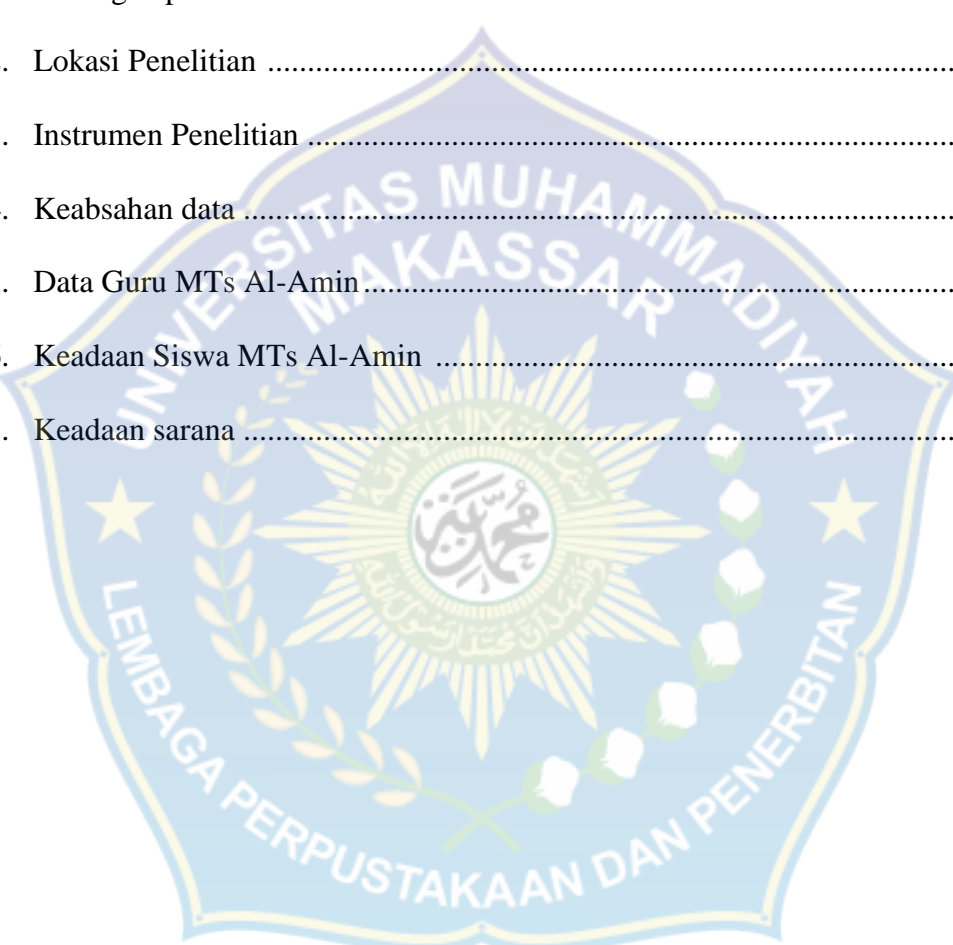 . Lokasi Penelitian ........................................................................................
. Instrumen Penelitian ...................................................................................
. Keabsahan data ...........................................................................................
. Data Guru MTs Al-Amin ............................................................................
. Keadaan Siswa MTs Al-Amin ...................................................................
. Keadaan sarana ...........................................................................................
UNIVERSITAS MUHAMMADIYAH
MAKASSAR
LEMBAGA PERPUSTAKAAN DAN PENERBITAN